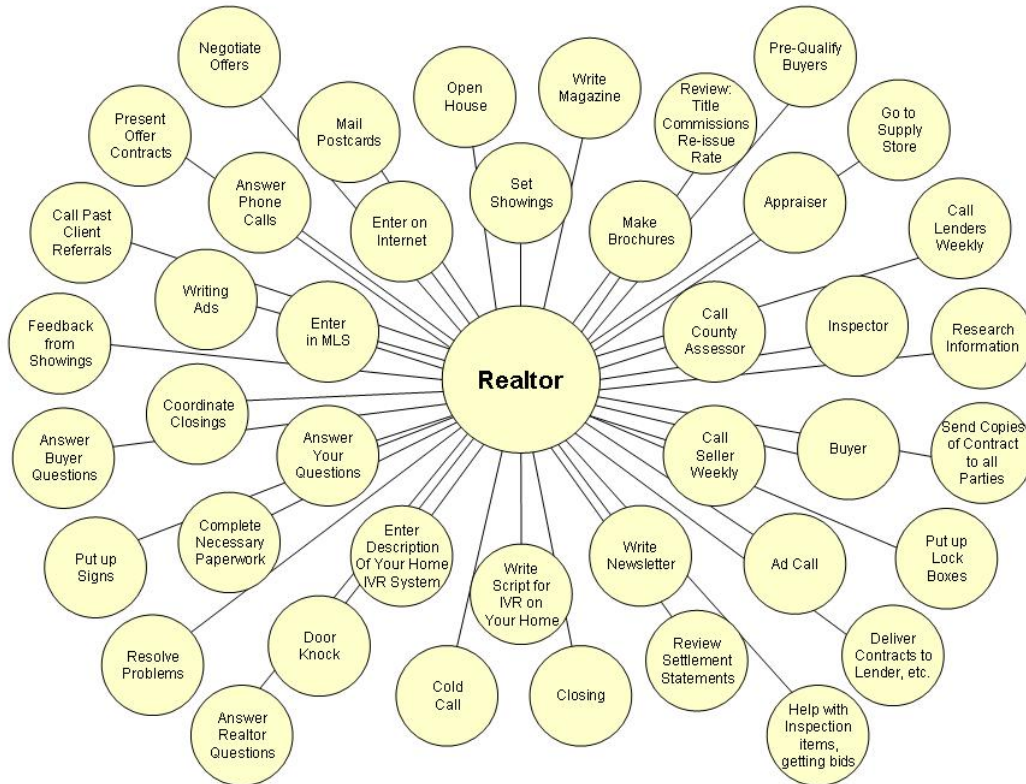 Negotiate
Offers
Open
House
Write
Magazine
Pre-Qualify
Buyers
Present
Offer
Contracts
Mail
Postcards
Review:
Title
Commissions
Re-issue
Rate
Go to
Supply
Store
Answer
Phone
Calls
Set
Showings
Appraiser
Call Past
Client
Referrals
Enter on
Internet
Make
Brochures
Call
Lenders
Weekly
Writing
Ads
Enter
in MLS
Call
County
Assessor
Inspector
Feedback
from
Showings
Research
Information
Realtor
Coordinate
Closings
Answer
Buyer
Questions
Answer
Your
Questions
Call
Seller
Weekly
Buyer
Send Copies
of Contract
to all
Parties
Put up
Signs
Complete
Necessary
Paperwork
Enter
Description
Of Your Home
IVR System
Write
Script for
IVR on
Your Home
Write
Newsletter
Ad Call
Put up
Lock
Boxes
Resolve
Problems
Door
Knock
Review
Settlement
Statements
Deliver
Contracts to
Lender, etc.
Answer
Realtor
Questions
Cold
Call
Closing
Help with
Inspection
items,
getting bids